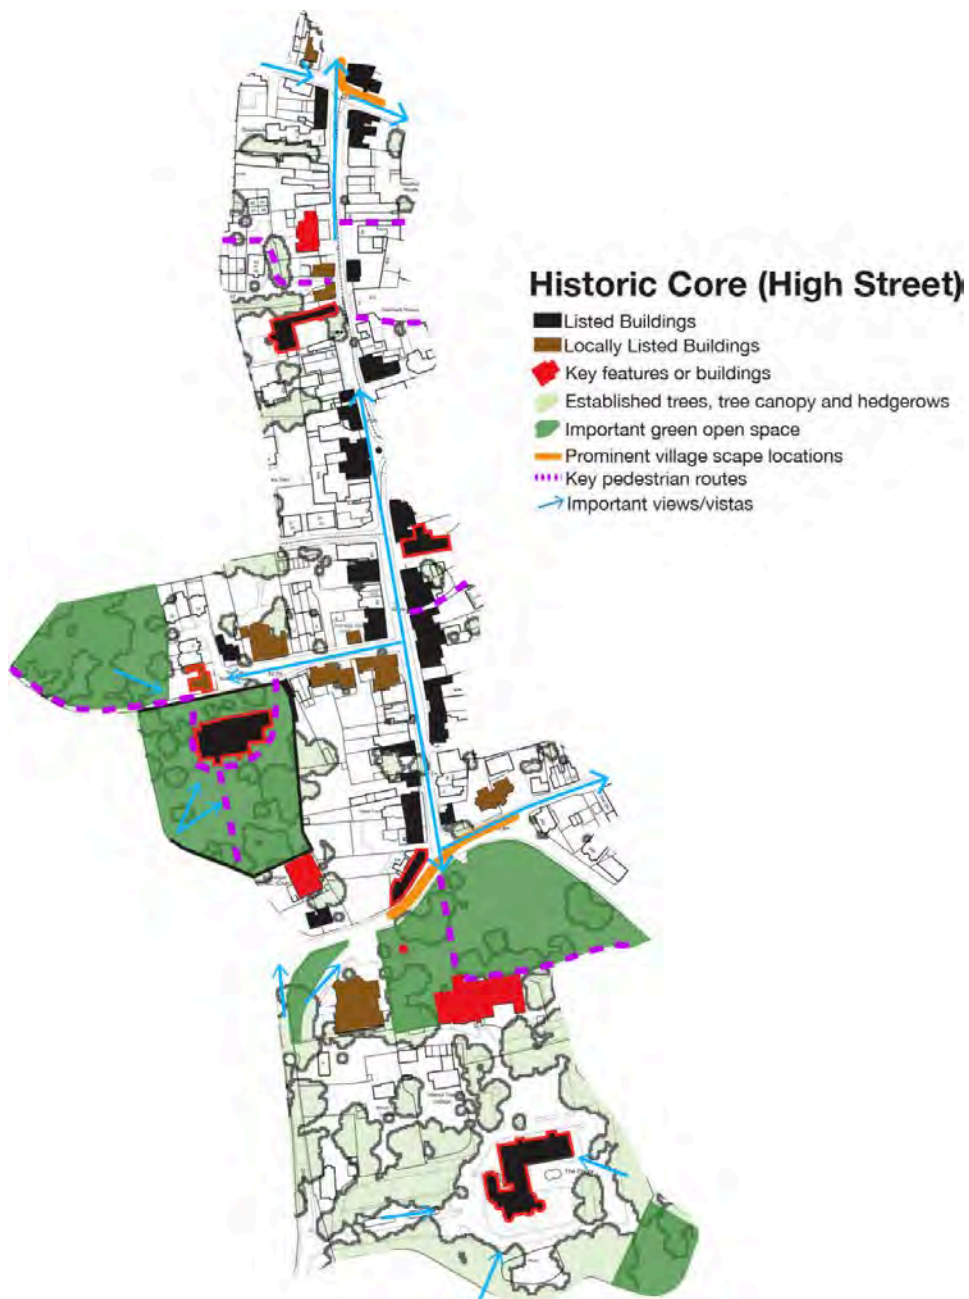 Historic Core (High Street)
Listed Buildings
Locally Listed Buildings
Key features or buildings
Established trees, tree canopy and hedgerows
Important green open space
Prominent village scape locations
Key pedestrian routes
Important views/vistas